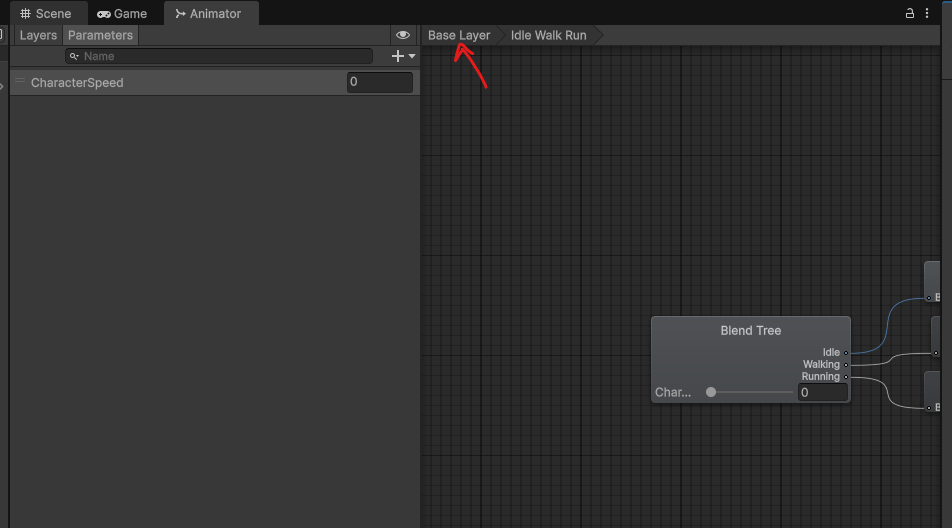 Scene
Game
Animator
Layers
Parameters
Base Layer
Idle Walk Run
Name
CharacterSpeed
0
Blend Tree
Idle
Walking
Running
Char...
0